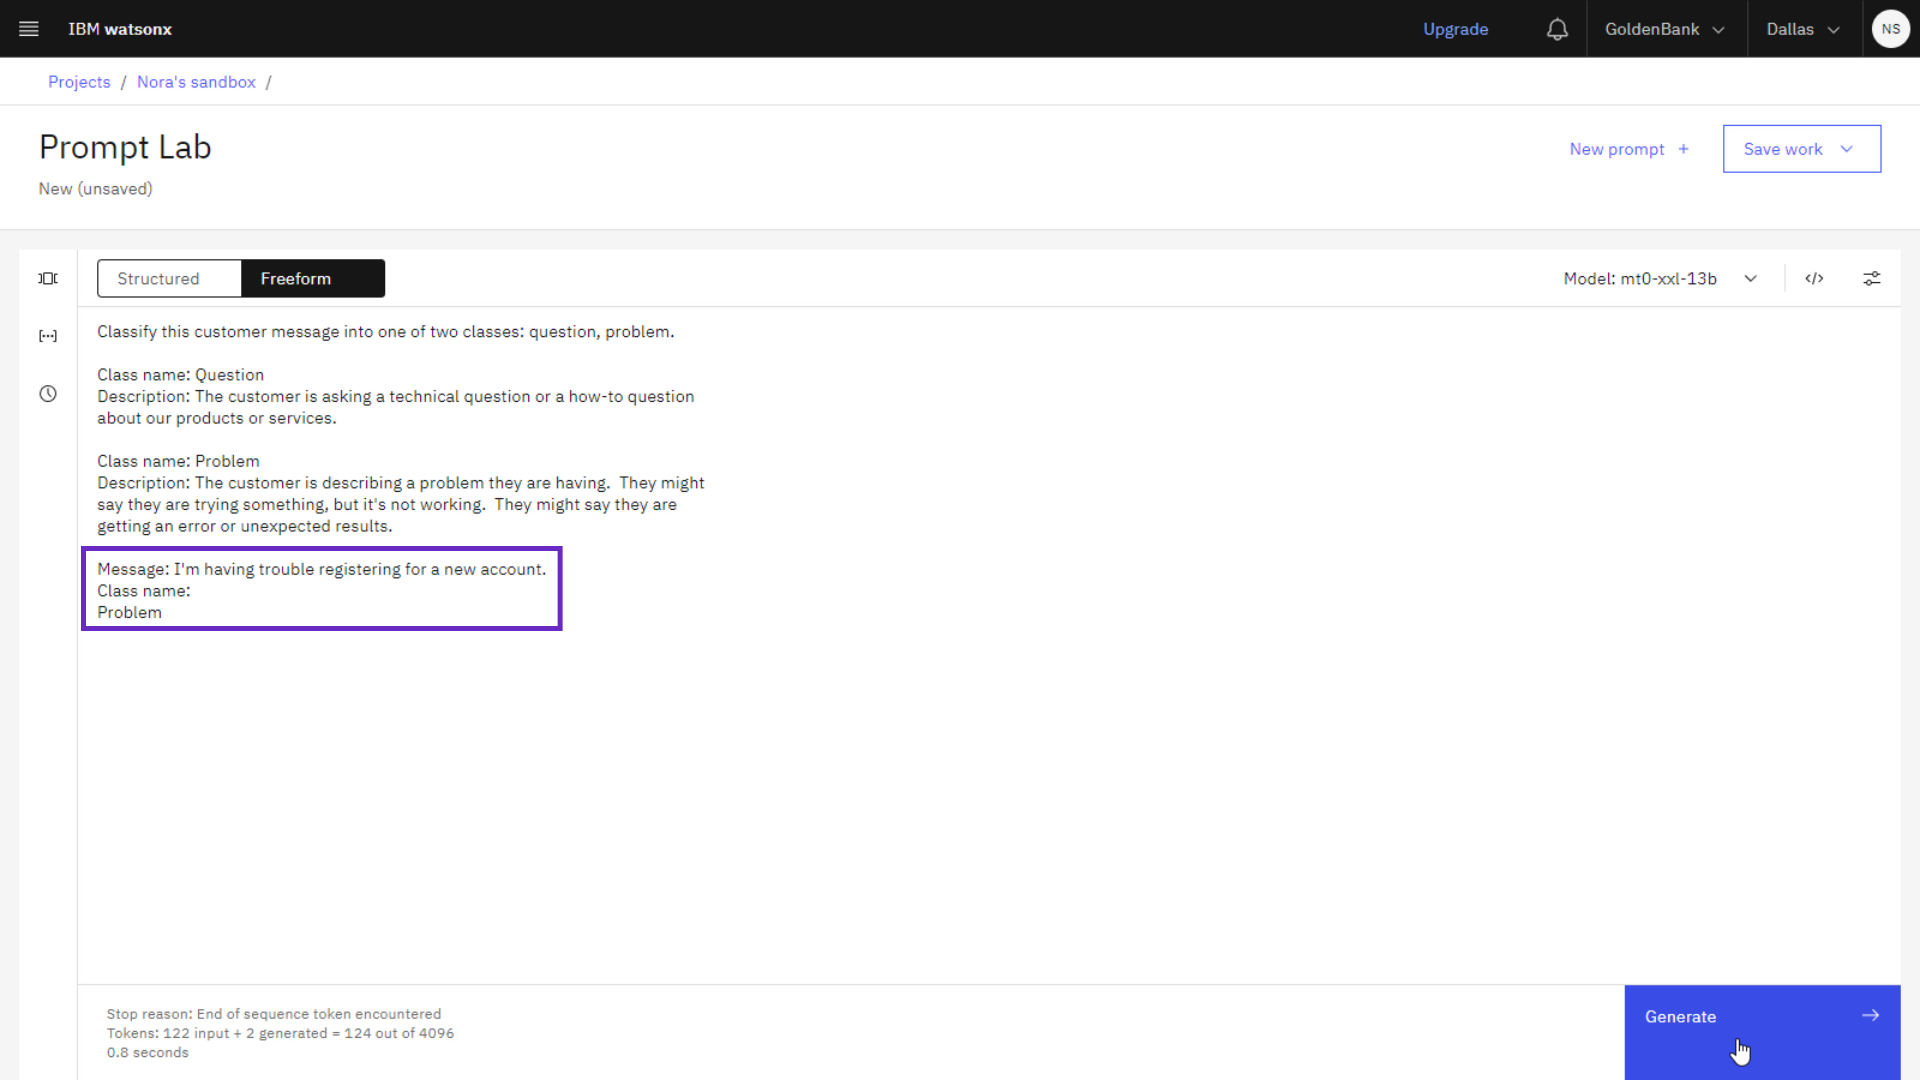 IBM watsonx
Upgrade
GoldenBank
Dallas
NS
Projects / Nora's sandbox /
Prompt Lab
New prompt +
Save work
New (unsaved)
Structured
Freeform
Model: mt0-xxl-13b
Classify this customer message into one of two classes: question, problem.
Class name: Question
Description: The customer is asking a technical question or a how-to question
about our products or services.
Class name: Problem
Description: The customer is describing a problem they are having.  They might
say they are trying something, but it's not working.  They might say they are
getting an error or unexpected results.
Message: I'm having trouble registering for a new account.
Class name:
Problem
Stop reason: End of sequence token encountered
Tokens: 122 input + 2 generated = 124 out of 4096
0.8 seconds
Generate